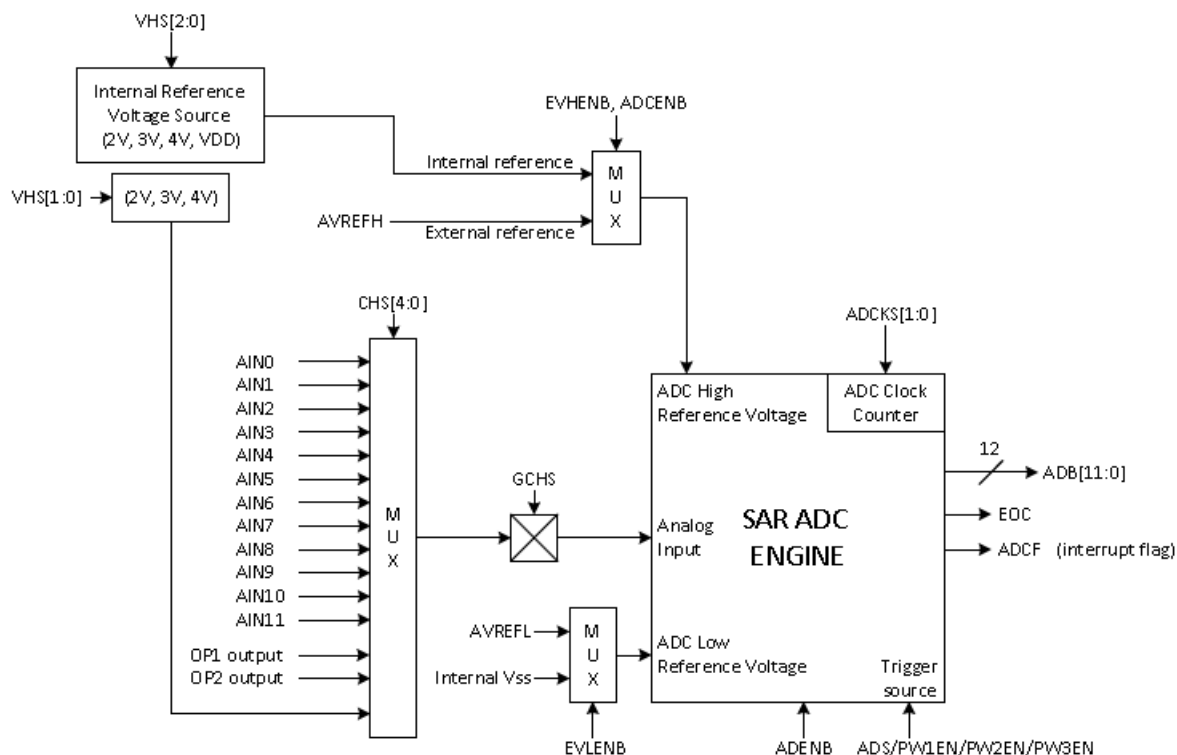 VHS[2:0]
Internal Reference
Voltage Source
(2V, 3V, 4V, VDD)
VHS[1:0]
(2V, 3V, 4V)
EVHENB, ADCENB
Internal reference
AVREFH
External reference
M
U
X
CHS[4:0]
ADCKS[1:0]
AIN0
AIN1
AIN2
AIN3
AIN4
AIN5
AIN6
AIN7
AIN8
AIN9
AIN10
AIN11
OP1 output
OP2 output
M
U
X
GCHS
ADC High
Reference Voltage
ADC Clock
Counter
Analog
Input
SAR ADC
ENGINE
12
ADB[11:0]
EOC
ADCF (interrupt flag)
AVREFL
Internal Vss
M
U
X
ADC Low
Reference Voltage
Trigger
source
EVLENB
ADENB
ADS/PW1EN/PW2EN/PW3EN